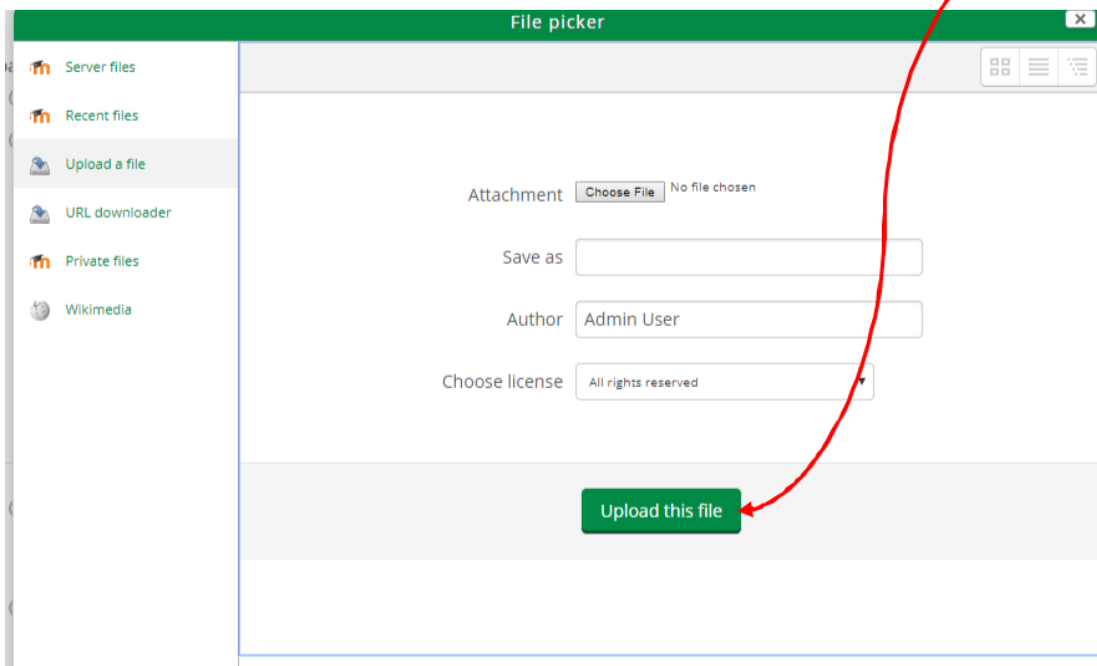 File picker
Server files
Recent files
Upload a file
URL downloader
Private files
Wikimedia
Attachment Choose File No file chosen
Save as
Author Admin User
Choose license All rights reserved
Upload this file